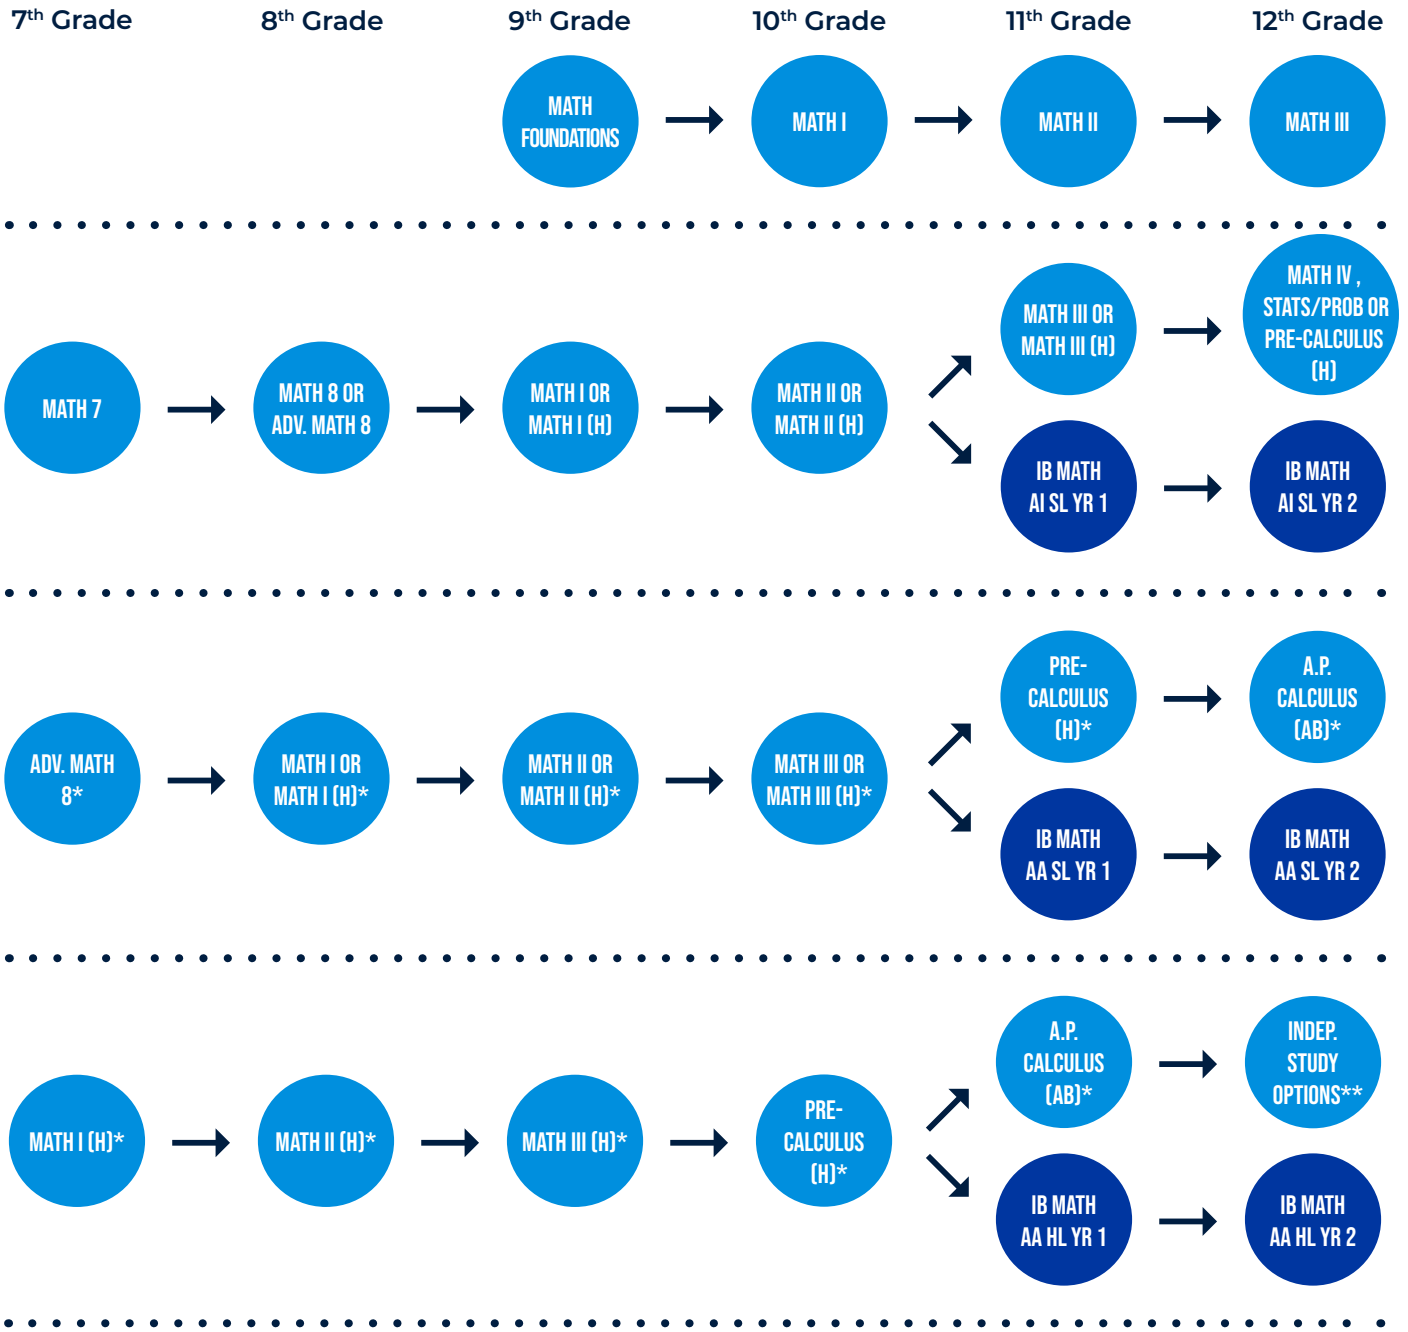 7th Grade 8th Grade 9th Grade 10th Grade 11th Grade 12th Grade
MATH
FOUNDATIONS
MATH I
MATH II
MATH III
MATH 7
MATH 8 OR
ADV. MATH 8
MATH I OR
MATH I (H)
MATH II OR
MATH II (H)
MATH III OR
MATH III (H)
MATH IV ,
STATS/PROB OR
PRE-CALCULUS
(H)
IB MATH
AI SL YR 1
IB MATH
AI SL YR 2
ADV. MATH
8*
MATH I OR
MATH I (H)*
MATH II OR
MATH II (H)*
MATH III OR
MATH III (H)*
PRE-
CALCULUS
(H)*
A.P.
CALCULUS
(AB)*
IB MATH
AA SL YR 1
IB MATH
AA SL YR 2
MATH I (H)*
MATH II (H)*
MATH III (H)*
PRE-
CALCULUS
(H)*
A.P.
CALCULUS
(AB)*
INDEP.
STUDY
OPTIONS**
IB MATH
AA HL YR 1
IB MATH
AA HL YR 2